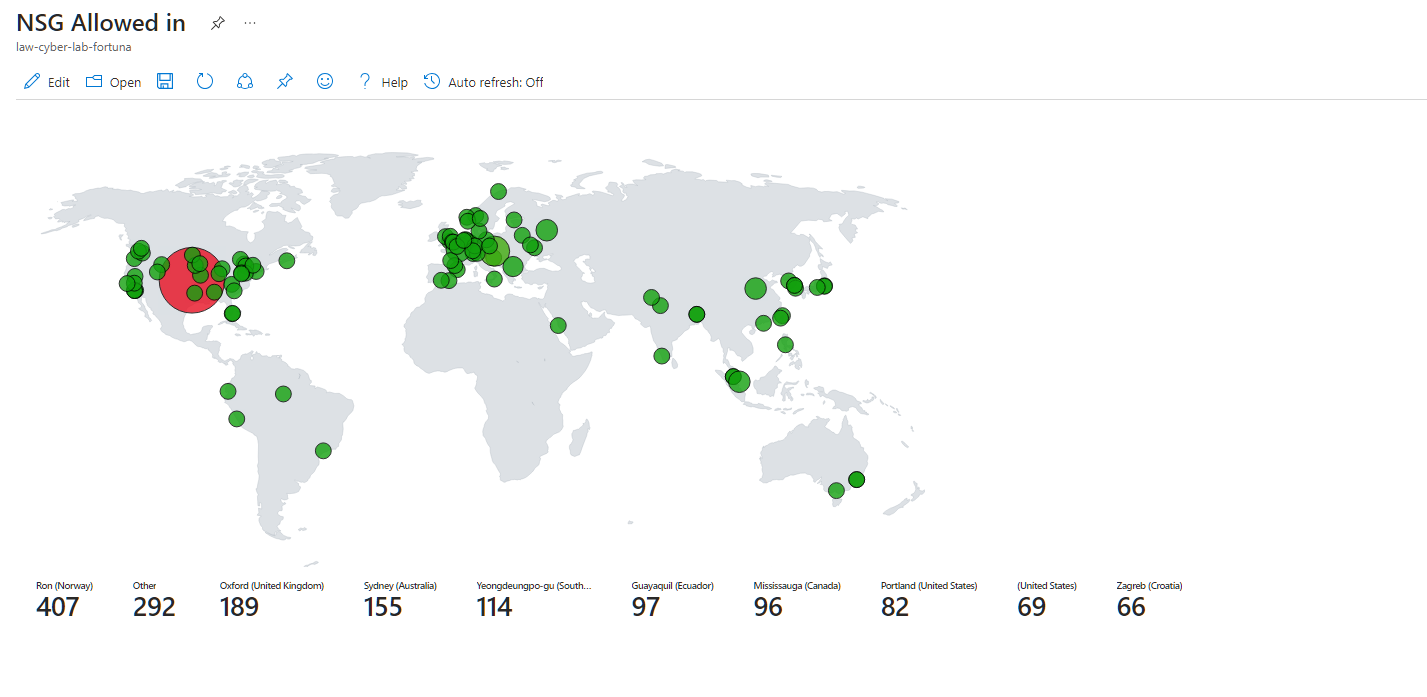 NSG Allowed in
law-cyber-lab-fortuna
Edit Open Help Auto refresh: Off
Ron (Norway) Other Oxford (United Kingdom) Sydney (Australia) Yeongdeungpo-gu (South... Guayaquil (Ecuador) Mississauga (Canada) Portland (United States) (United States) Zagreb (Croatia)
407 292 189 155 114 97 96 82 69 66